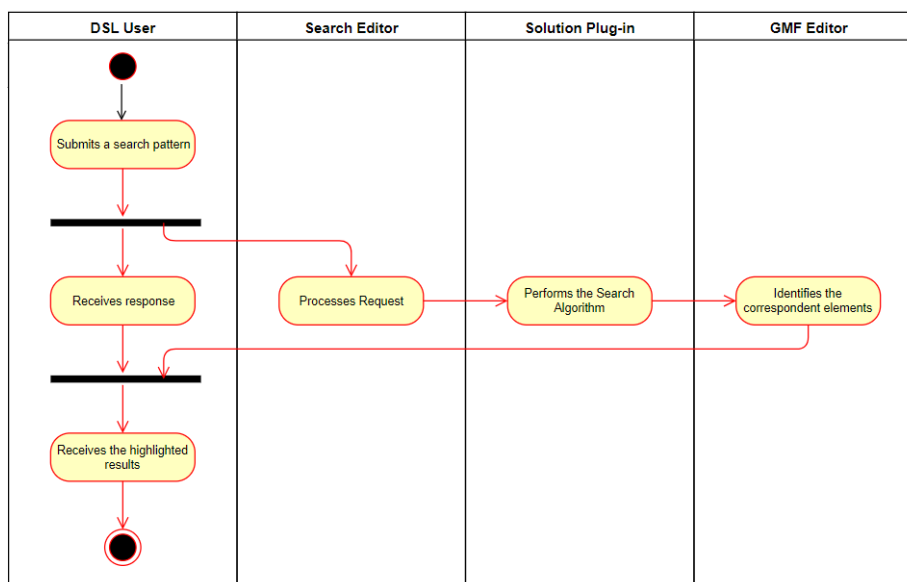 DSL User
Search Editor
Solution Plug-in
GMF Editor
Submits a search pattern
Receives response
Processes Request
Performs the Search
Algorithm
Identifies the
correspondent elements
Receives the highlighted
results